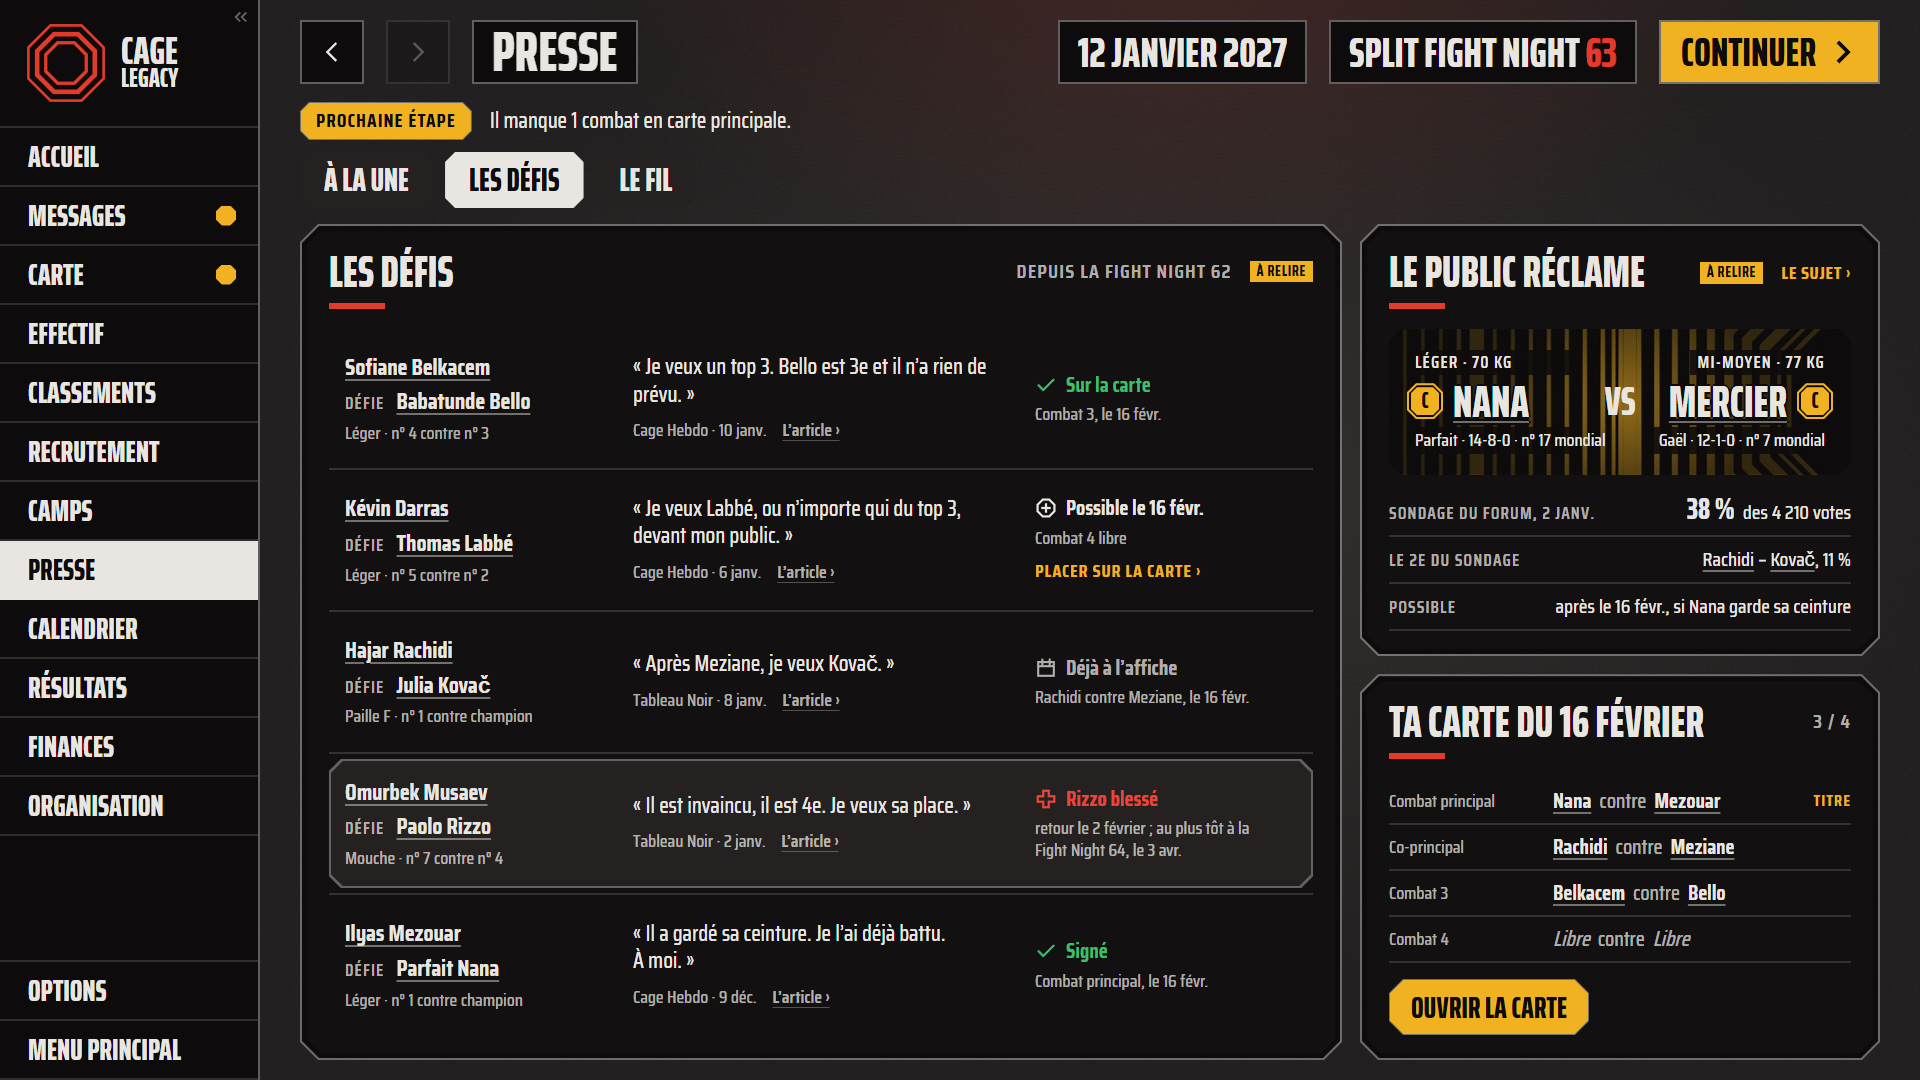 CAGE
LEGACY
«
ACCUEIL
MESSAGES
CARTE
EFFECTIF
CLASSEMENTS
RECRUTEMENT
CAMPS
PRESSE
CALENDRIER
RÉSULTATS
FINANCES
ORGANISATION
OPTIONS
MENU PRINCIPAL
PRESSE
12 JANVIER 2027
SPLIT FIGHT NIGHT 63
CONTINUER
PROCHAINE ÉTAPE Il manque 1 combat en carte principale.
À LA UNE LES DÉFIS LE FIL
LES DÉFIS
DEPUIS LA FIGHT NIGHT 62 À RELIRE
Sofiane Belkacem
DÉFIE Babatunde Bello
Léger · n° 4 contre n° 3
« Je veux un top 3. Bello est 3e et il n’a rien de
prévu. »
Cage Hebdo · 10 janv. L’article ›
Sur la carte
Combat 3, le 16 févr.
Kévin Darras
DÉFIE Thomas Labbé
Léger · n° 5 contre n° 2
« Je veux Labbé, ou n’importe qui du top 3,
devant mon public. »
Cage Hebdo · 6 janv. L’article ›
Possible le 16 févr.
Combat 4 libre
PLACER SUR LA CARTE ›
Hajar Rachidi
DÉFIE Julia Kovač
Paille F · n° 1 contre champion
« Après Meziane, je veux Kovač. »
Tableau Noir · 8 janv. L’article ›
Déjà à l’affiche
Rachidi contre Meziane, le 16 févr.
Omurbek Musaev
DÉFIE Paolo Rizzo
Mouche · n° 7 contre n° 4
« Il est invaincu, il est 4e. Je veux sa place. »
Tableau Noir · 2 janv. L’article ›
Rizzo blessé
retour le 2 février ; au plus tôt à la
Fight Night 64, le 3 avr.
Ilyas Mezouar
DÉFIE Parfait Nana
Léger · n° 1 contre champion
« Il a gardé sa ceinture. Je l’ai déjà battu.
À moi. »
Cage Hebdo · 9 déc. L’article ›
Signé
Combat principal, le 16 févr.
LE PUBLIC RÉCLAME
À RELIRE LE SUJET ›
LÉGER · 70 KG
C NANA
Parfait · 14-8-0 · n° 17 mondial
VS
MI-MOYEN · 77 KG
MERCIER C
Gaël · 12-1-0 · n° 7 mondial
SONDAGE DU FORUM, 2 JANV. 38 % des 4 210 votes
LE 2E DU SONDAGE Rachidi – Kovač, 11 %
POSSIBLE après le 16 févr., si Nana garde sa ceinture
TA CARTE DU 16 FÉVRIER 3 / 4
Combat principal Nana contre Mezouar TITRE
Co-principal Rachidi contre Meziane
Combat 3 Belkacem contre Bello
Combat 4 Libre contre Libre
OUVRIR LA CARTE